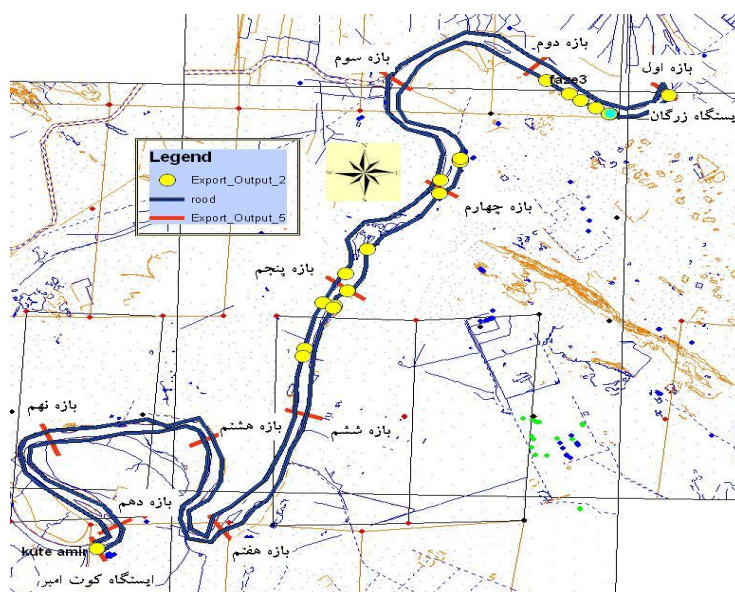 بازه دوم
بازه سوم
بازه اول
faze3
ایستگاه زرگان
Legend
Export_Output_2
rood
Export_Output_5
N
W
E
S
بازه چهارم
بازه پنجم
بازه نهم
بازه هشتم
بازه ششم
بازه دهم
بازه هفتم
kute amir
ایستگاه کوت امیر